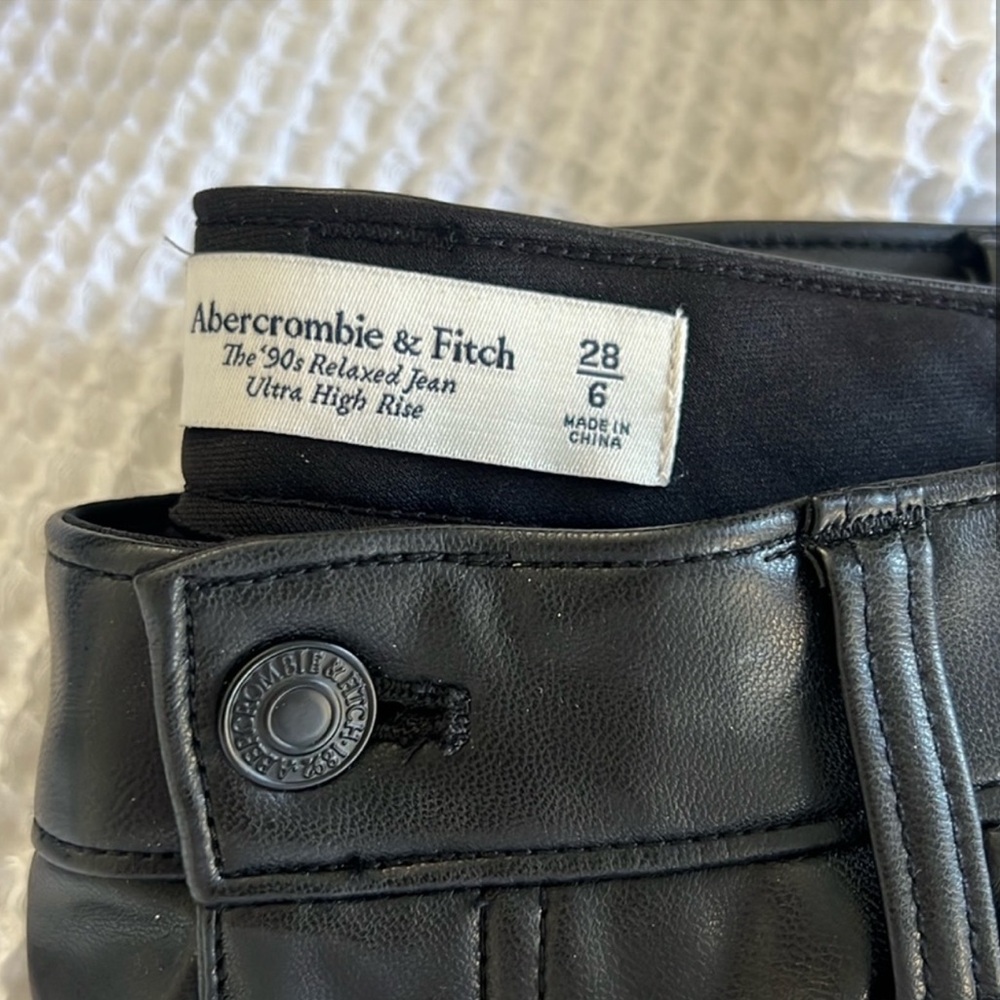 Abercrombie & Fitch
The '90s Relaxed Jean
Ultra High Rise
28
6
MADE IN
CHINA
ABERCROMBIE & FITCH · 1892 ·